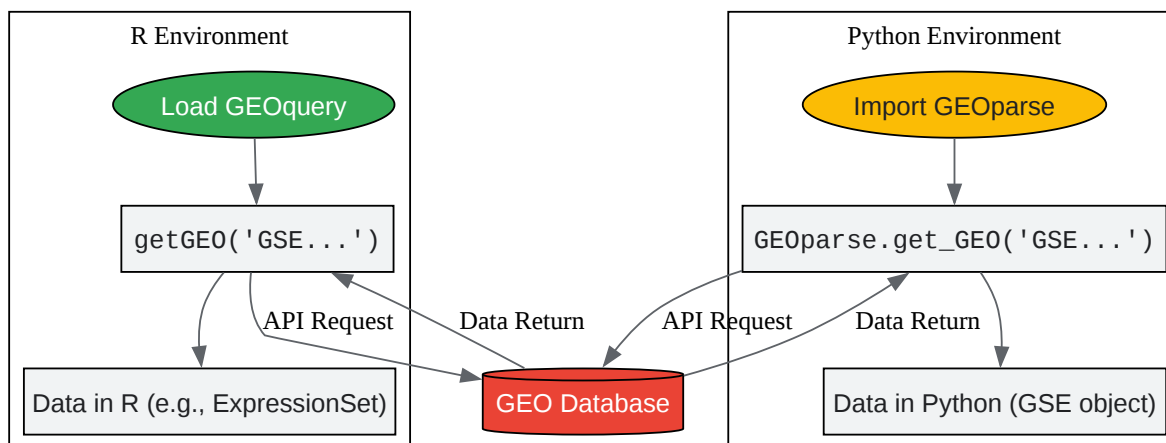 R Environment
Python Environment
Load GEOquery
Import GEOparse
getGEO('GSE...')
GEOparse.get_GEO('GSE...')
API Request
Data Return
API Request
Data Return
Data in R (e.g., ExpressionSet)
GEO Database
Data in Python (GSE object)